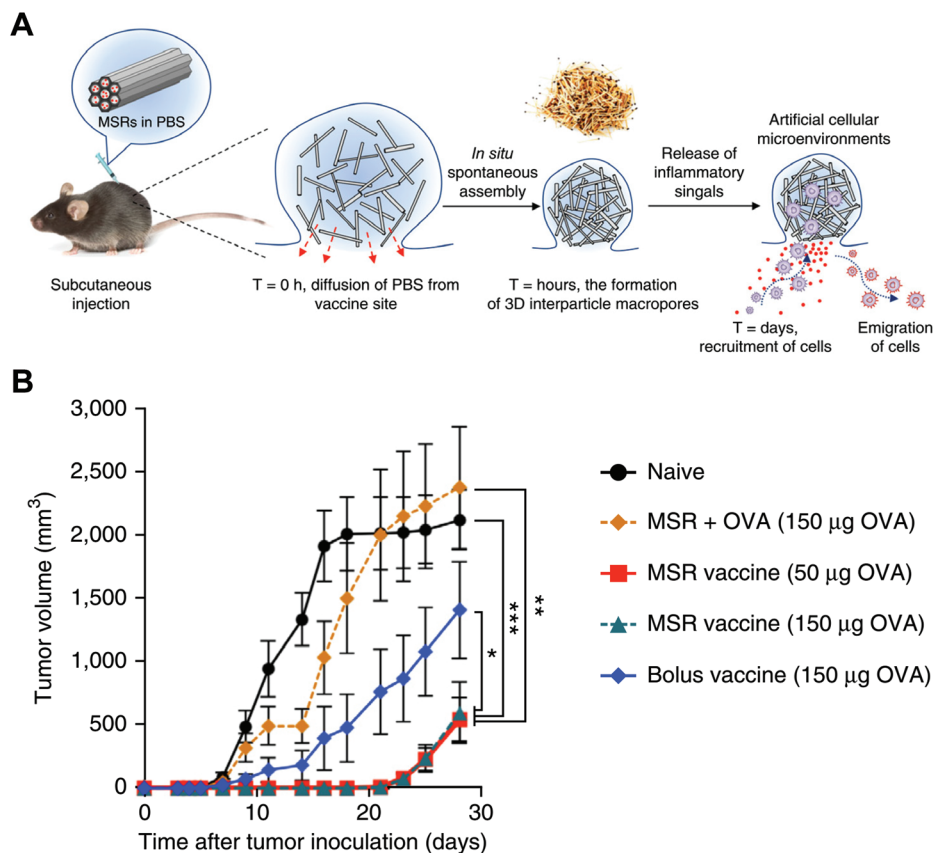 A
MSRs in PBS
Subcutaneous
injection
T = 0 h, diffusion of PBS from
vaccine site
In situ
spontaneous
assembly
T = hours, the formation
of 3D interparticle macropores
Release of
inflammatory
singals
Artificial cellular
microenvironments
T = days,
recruitment of cells
Emigration
of cells
B
Tumor volume (mm³)
3,000
2,500
2,000
1,500
1,000
500
0
0
10
20
30
Time after tumor inoculation (days)
*
***
**
Naive
MSR + OVA (150 μg OVA)
MSR vaccine (50 μg OVA)
MSR vaccine (150 μg OVA)
Bolus vaccine (150 μg OVA)